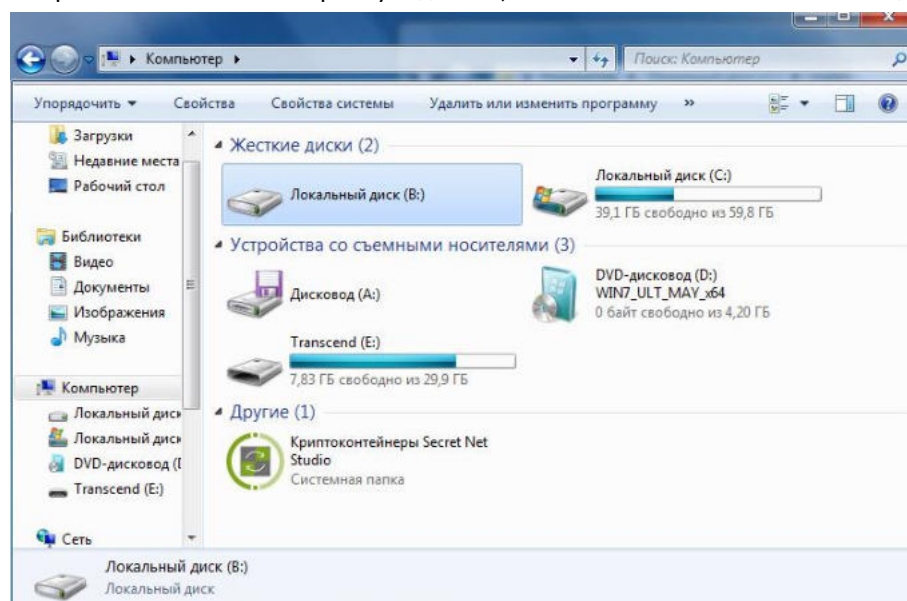 Компьютер
Поиск: Компьютер
Упорядочить
Свойства
Свойства системы
Удалить или изменить программу
»
Загрузки
Недавние места
Рабочий стол
Библиотеки
Видео
Документы
Изображения
Музыка
Компьютер
Локальный диск
Локальный диск
DVD-дисковод (D
Transcend (E:)
Сеть
Жесткие диски (2)
Локальный диск (B:)
Локальный диск (C:)
39,1 ГБ свободно из 59,8 ГБ
Устройства со съемными носителями (3)
Дисковод (A:)
DVD-дисковод (D:)
WIN7_ULT_MAY_x64
0 байт свободно из 4,20 ГБ
Transcend (E:)
7,83 ГБ свободно из 29,9 ГБ
Другие (1)
Криптоконтейнеры Secret Net
Studio
Системная папка
Локальный диск (B:)
Локальный диск